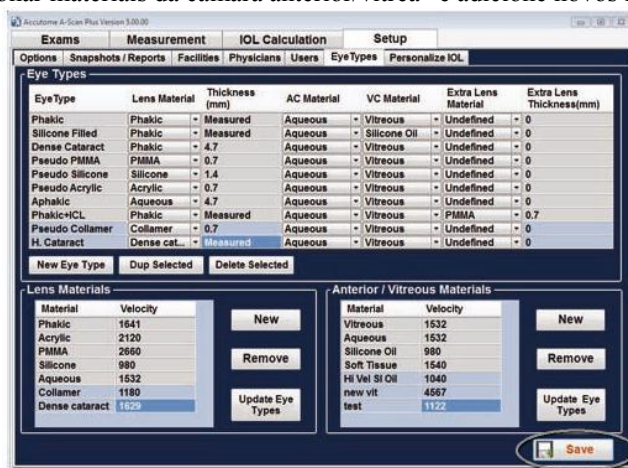 Accutome A-Scan Plus Version 3.00.00
Exams Measurement IOL Calculation Setup
Options Snapshots / Reports Facilities Physicians Users Eye Types Personalize IOL
Eye Types
Eye Type Lens Material Thickness (mm) AC Material VC Material Extra Lens Material Extra Lens Thickness(mm)
Phakic Phakic Measured Aqueous Vitreous Undefined 0
Silicone Filled Phakic Measured Aqueous Silicone Oil Undefined 0
Dense Cataract Phakic 4.7 Aqueous Vitreous Undefined 0
Pseudo PMMA PMMA 0.7 Aqueous Vitreous Undefined 0
Pseudo Silicone Silicone 1.4 Aqueous Vitreous Undefined 0
Pseudo Acrylic Acrylic 0.7 Aqueous Vitreous Undefined 0
Aphakic Aqueous 4.7 Aqueous Vitreous Undefined 0
Phakic+ICL Phakic Measured Aqueous Vitreous PMMA 0.7
Pseudo Collamer Collamer 0.7 Aqueous Vitreous Undefined 0
H. Cataract Dense cat... Measured Aqueous Vitreous Undefined 0
New Eye Type Dup Selected Delete Selected
Lens Materials
Material Velocity
Phakic 1641
Acrylic 2120
PMMA 2660
Silicone 980
Aqueous 1532
Collamer 1180
Dense cataract 1629
New
Remove
Update Eye Types
Anterior / Vitreous Materials
Material Velocity
Vitreous 1532
Aqueous 1532
Silicone Oil 980
Soft Tissue 1540
Hi Vel SI Oil 1040
new vit 4567
test 1122
New
Remove
Update Eye Types
Save